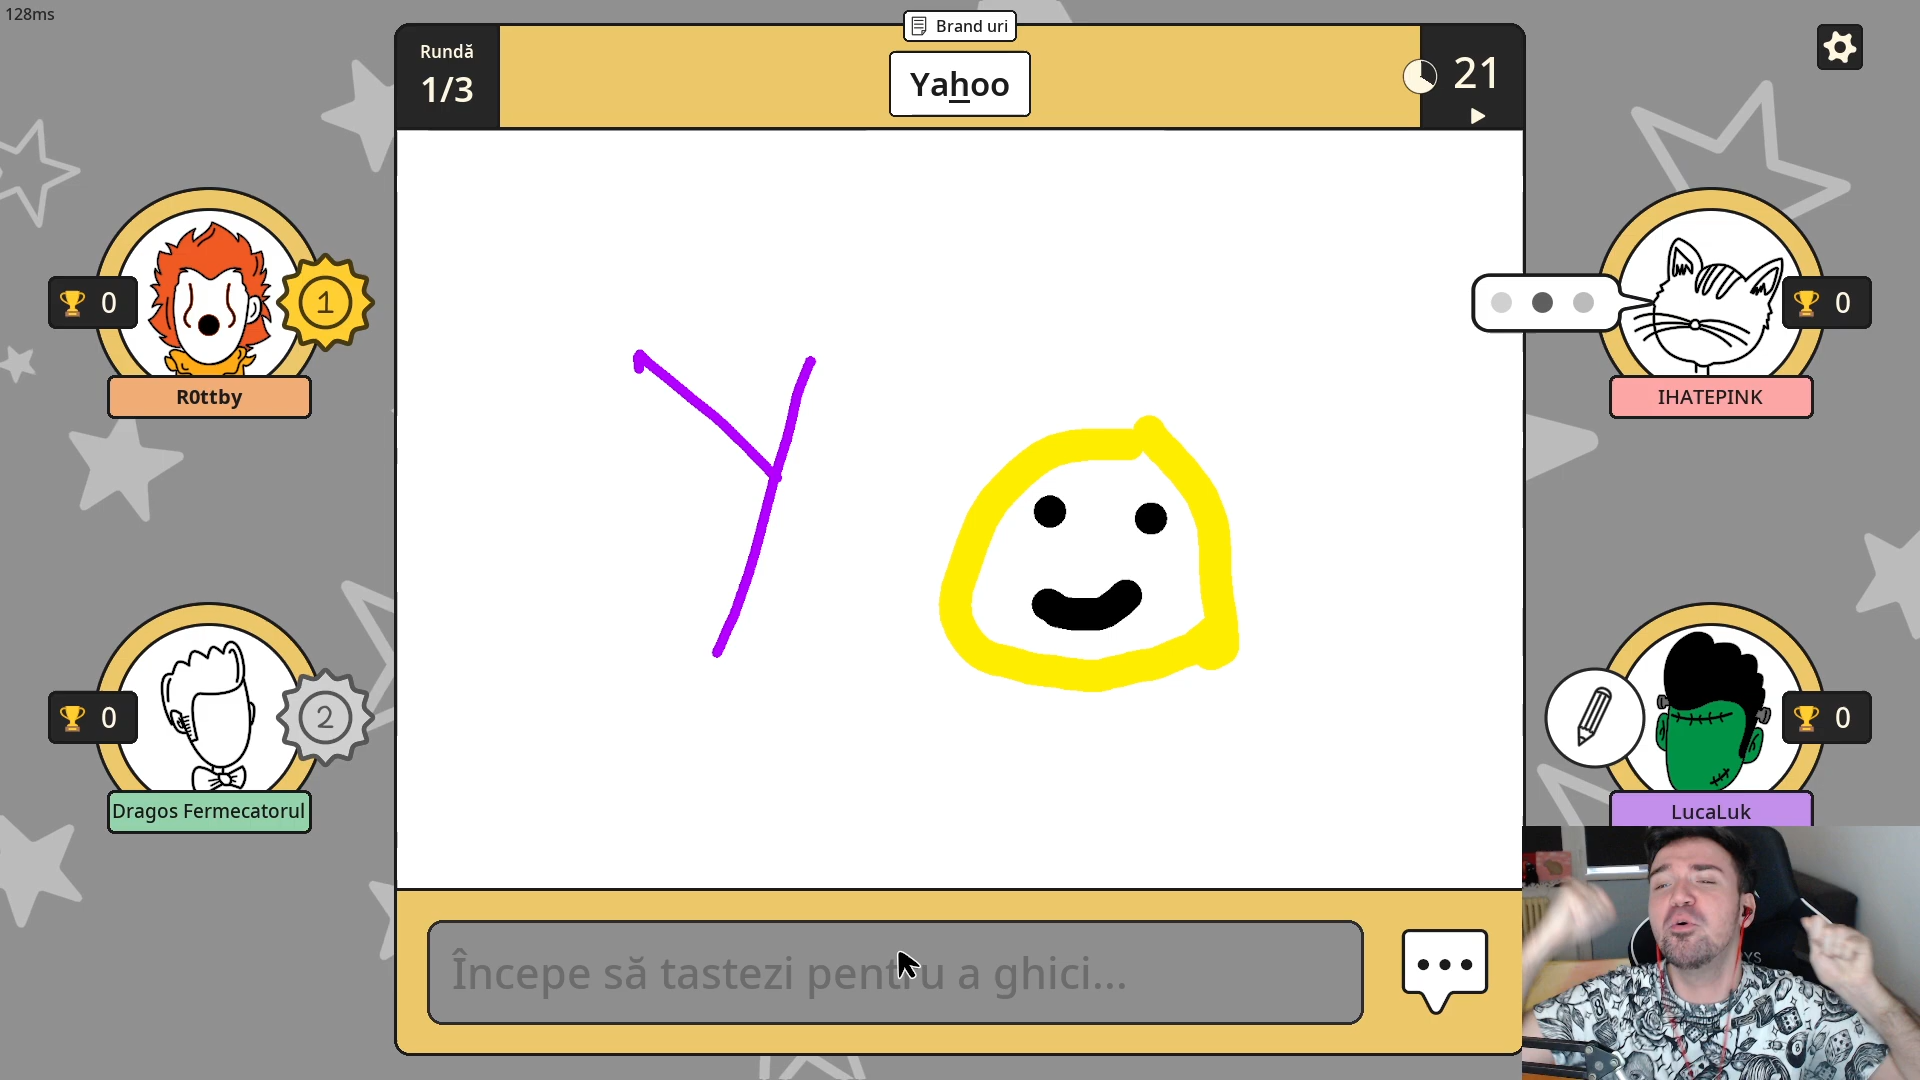 128ms
Brand uri
Rundă
1/3
Yahoo
21
0
1
R0ttby
0
IHATEPINK
0
2
Dragos Fermecatorul
0
LucaLuk
Y
Începe să tastezi pentru a ghici...